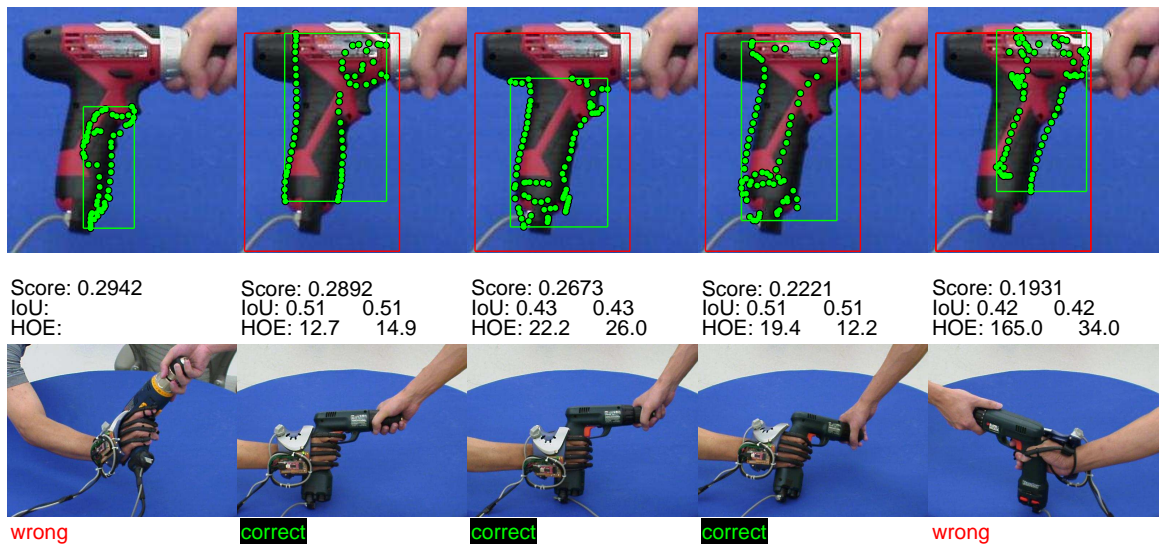 Score: 0.2942
IoU:
HOE:
Score: 0.2892
IoU: 0.51 0.51
HOE: 12.7 14.9
Score: 0.2673
IoU: 0.43 0.43
HOE: 22.2 26.0
Score: 0.2221
IoU: 0.51 0.51
HOE: 19.4 12.2
Score: 0.1931
IoU: 0.42 0.42
HOE: 165.0 34.0
wrong
correct
correct
correct
wrong